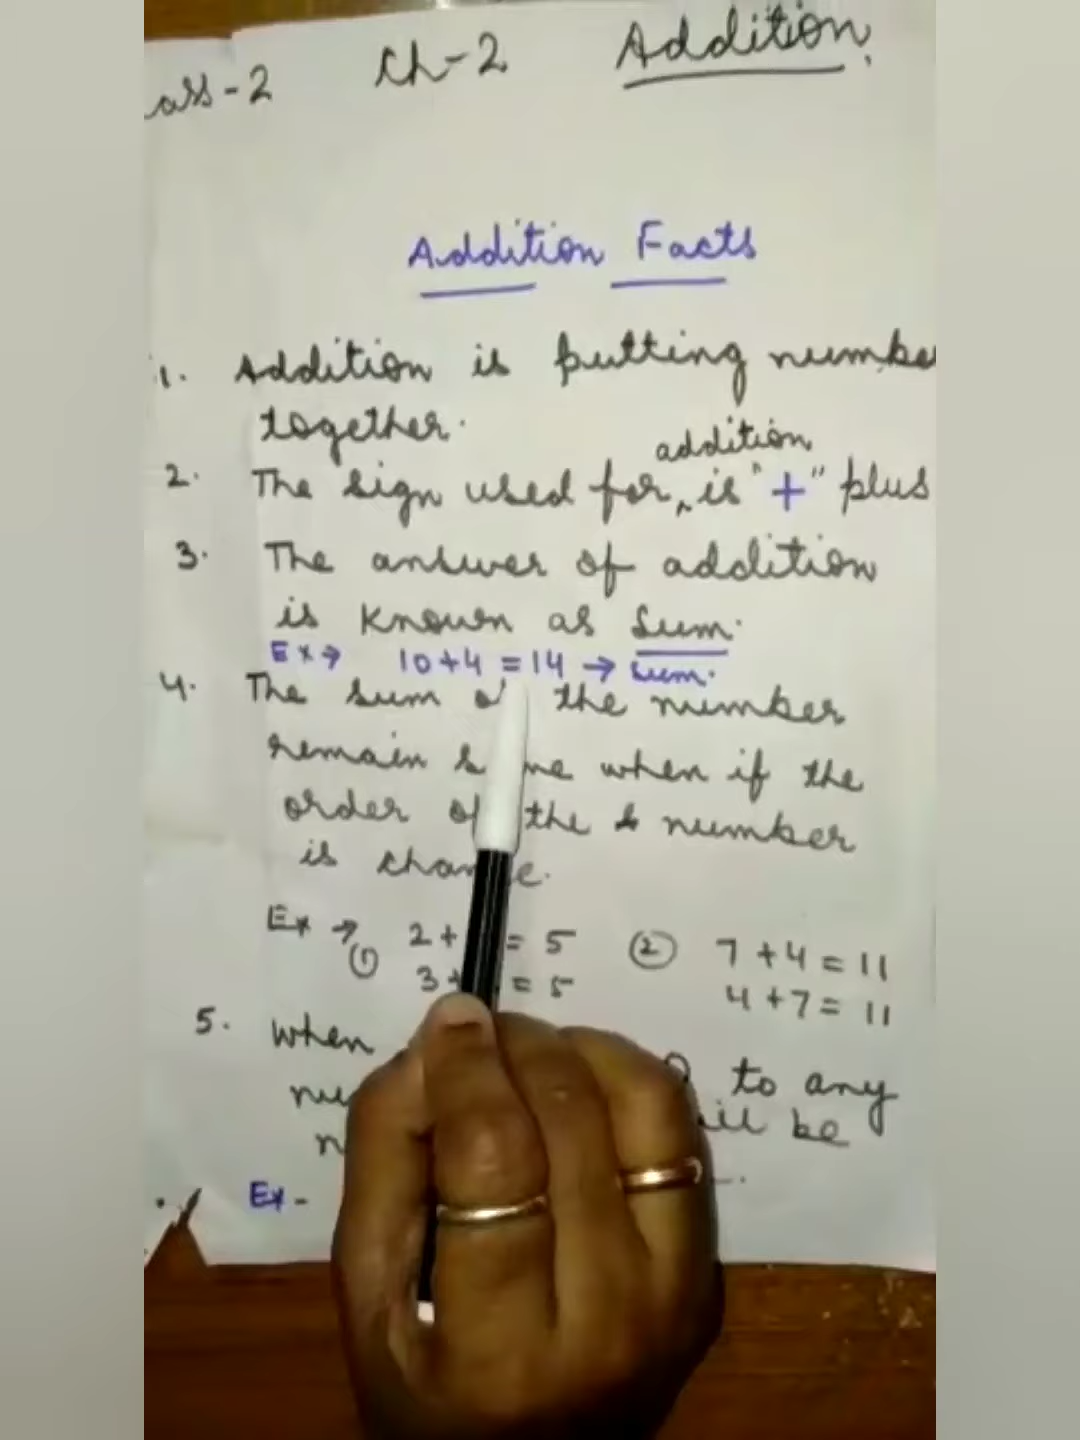 ass-2 Ch-2 Addition.
Addition Facts
1. Addition is putting numbe
together.
addition
2. The sign used for ^ is "+" plus
3. The answer of addition
is known as Sum.
Ex → 10+4 = 14 → Sum.
4. The sum of the number
remain same when if the
order of the number
is change.
Ex → ① 2+ = 5 ② 7+4 = 11
3+ = 5 4+7 = 11
5. When
to any
be
Ex -